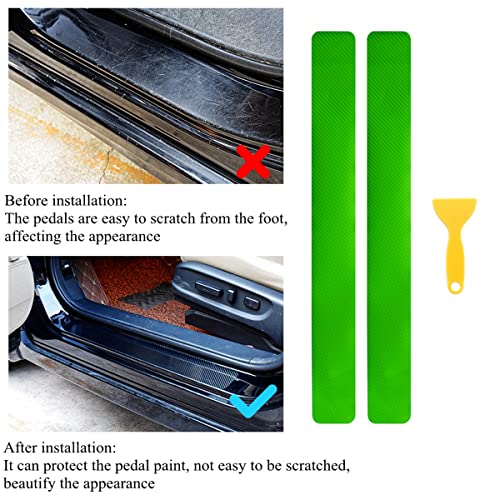 Before installation:
The pedals are easy to scratch from the foot,
affecting the appearance
After installation:
It can protect the pedal paint, not easy to be scratched,
beautify the appearance